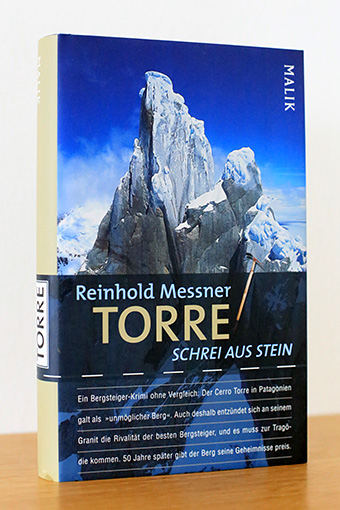 MALIK
Reinhold Messner
TORRE
SCHREI AUS STEIN
Ein Bergsteiger-Krimi ohne Vergleich: Der Cerro Torre in Patagonien
galt als »unmöglicher Berg«. Auch deshalb entzündet sich an seinem
Granit die Rivalität der besten Bergsteiger, und es muss zur Tragö-
die kommen. 50 Jahre später gibt der Berg seine Geheimnisse preis.
MALIK
TORRE